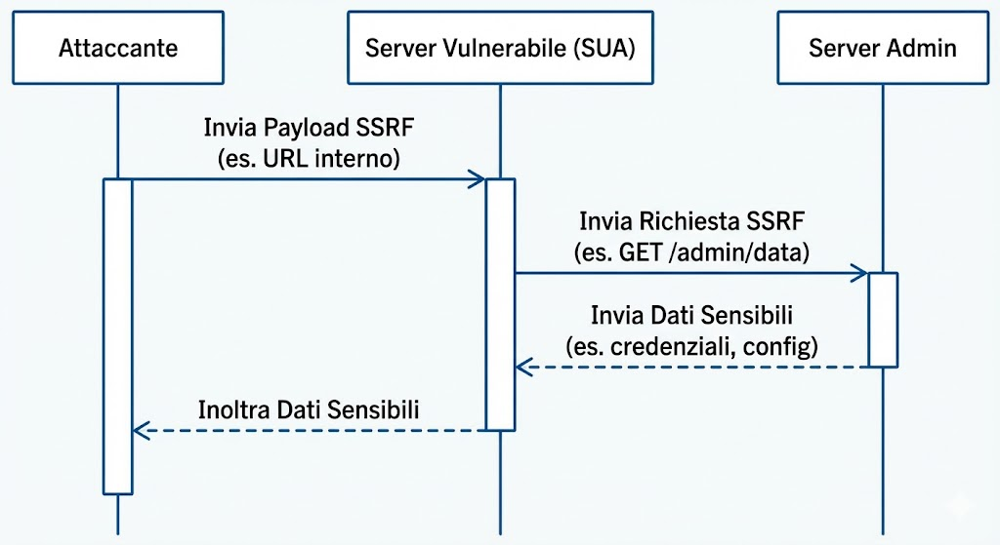 Attaccante
Server Vulnerabile (SUA)
Server Admin
Invia Payload SSRF
(es. URL interno)
Invia Richiesta SSRF
(es. GET /admin/data)
Invia Dati Sensibili
(es. credenziali, config)
Inoltra Dati Sensibili